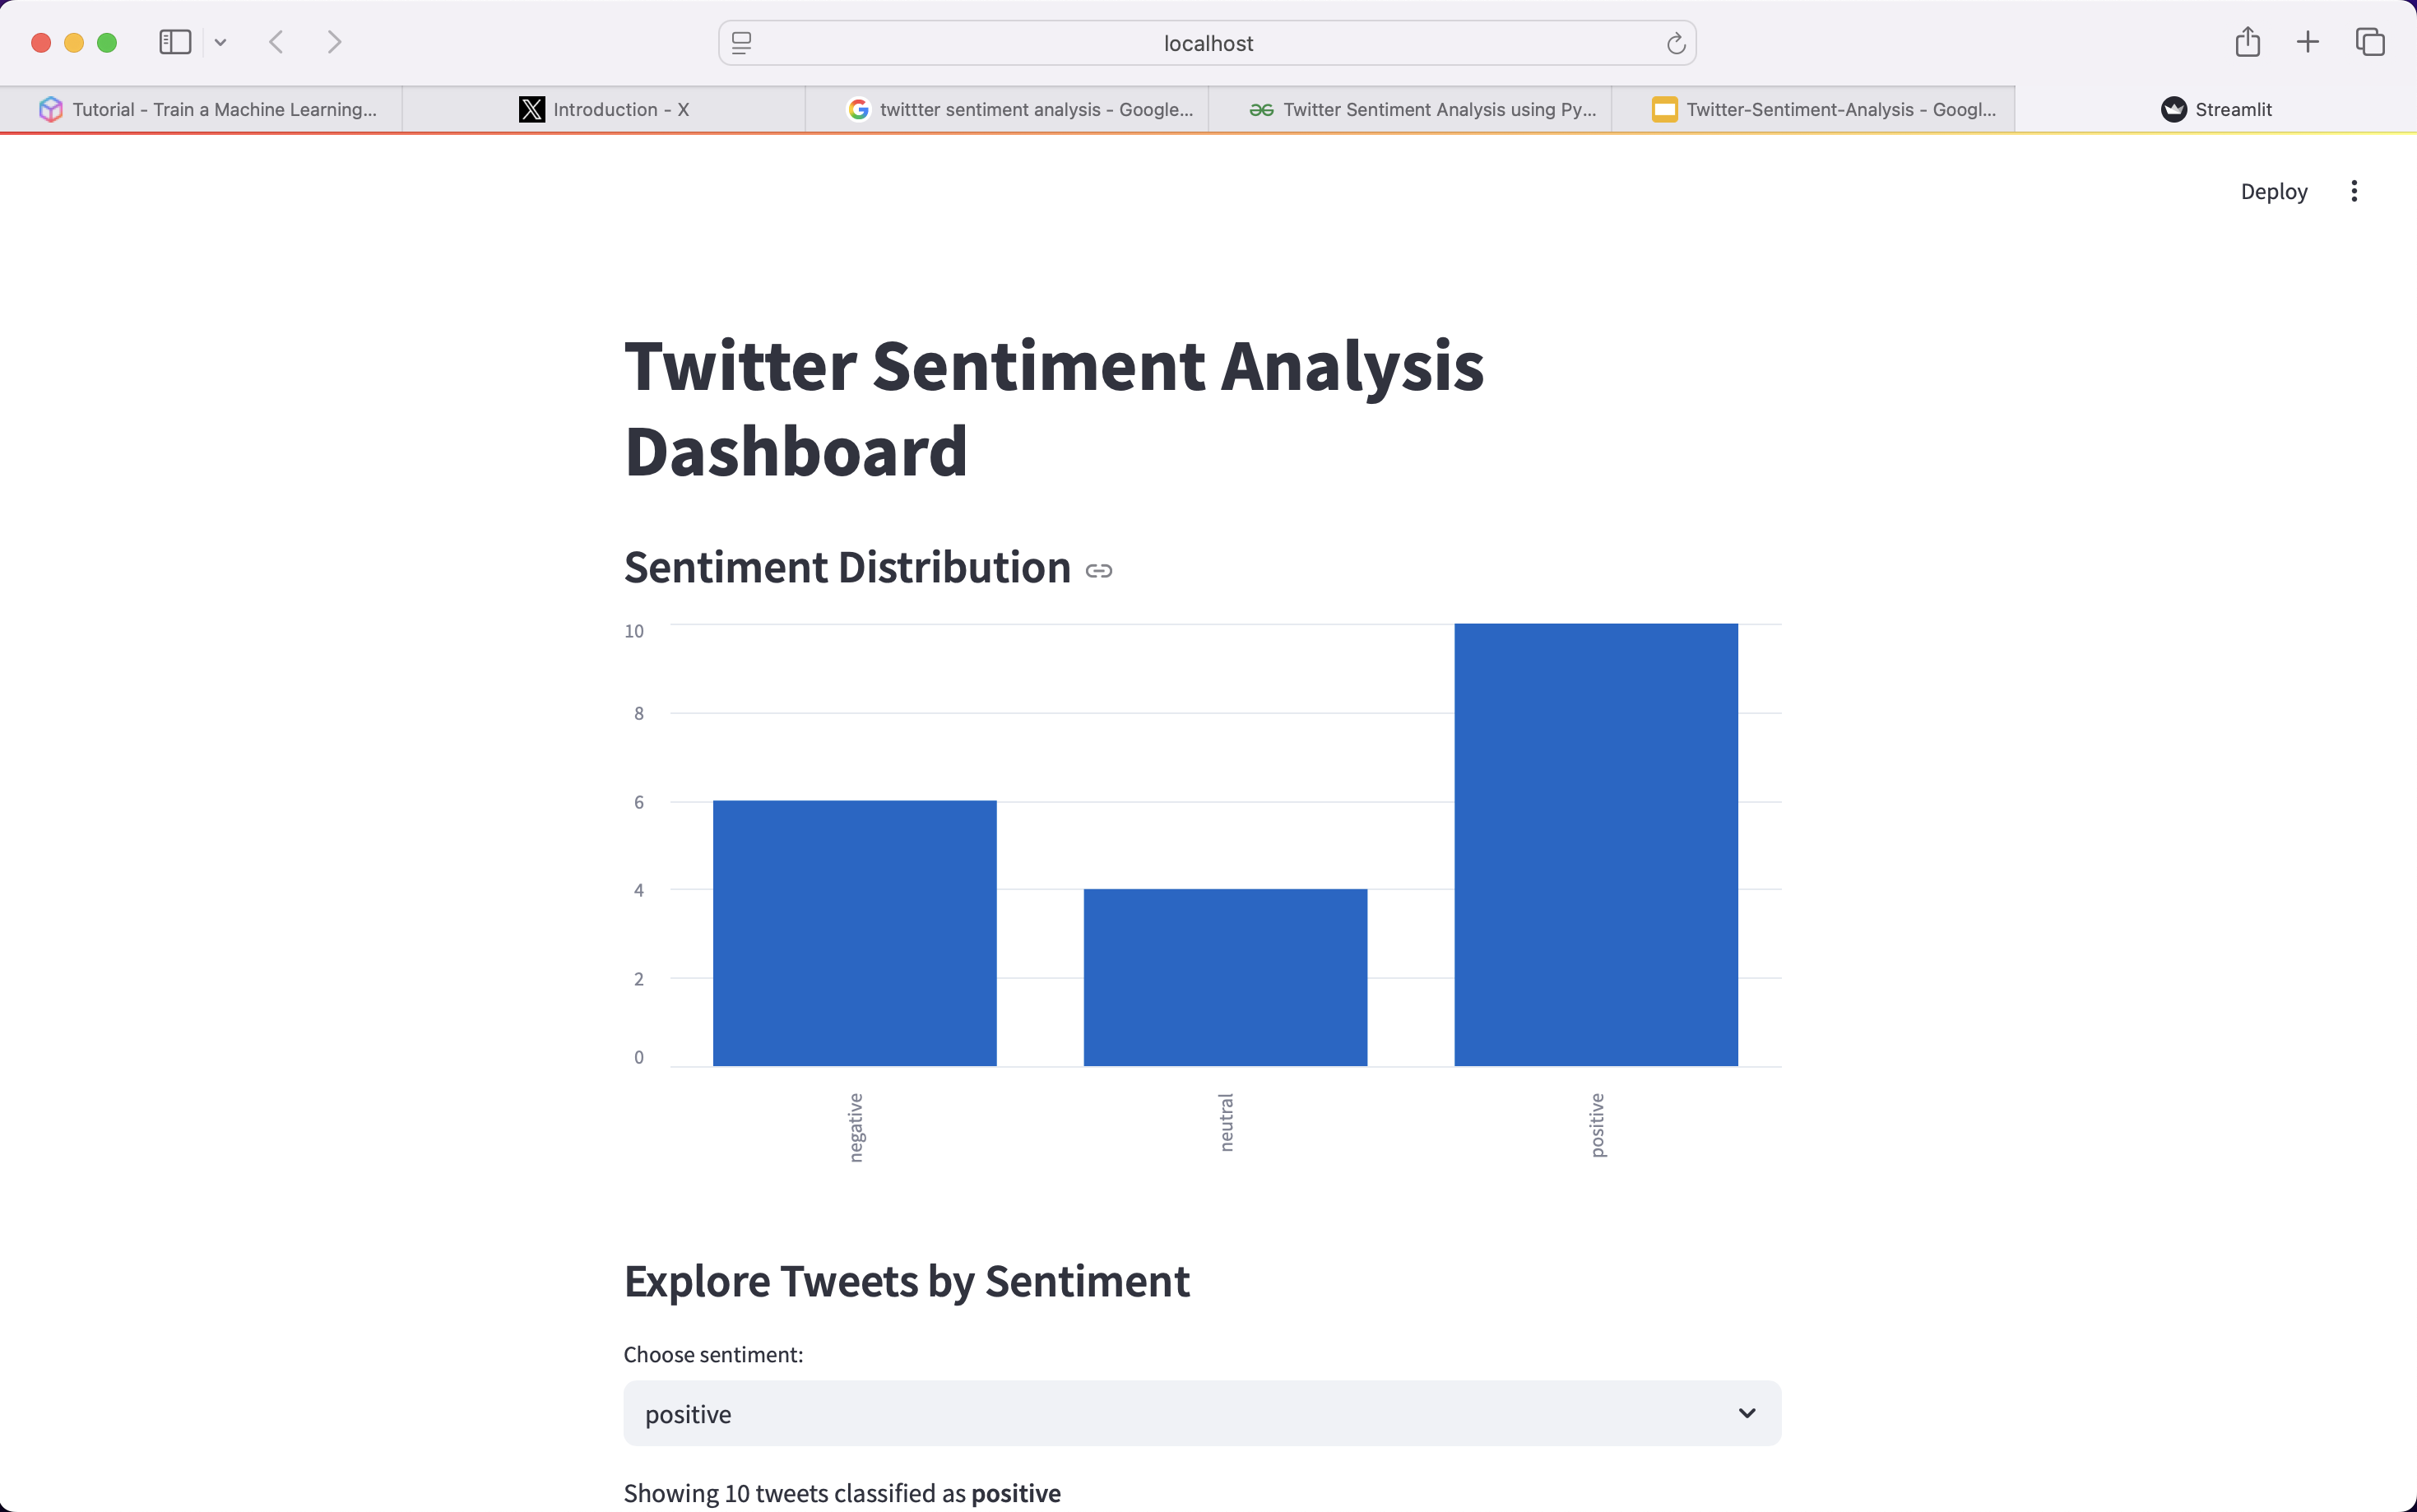 localhost
Tutorial - Train a Machine Learning...
Introduction - X
twittter sentiment analysis - Google...
Twitter Sentiment Analysis using Py...
Twitter-Sentiment-Analysis - Googl...
Streamlit
Deploy
Twitter Sentiment Analysis
Dashboard
Sentiment Distribution
10
8
6
4
2
0
negative
neutral
positive
Explore Tweets by Sentiment
Choose sentiment:
positive
Showing 10 tweets classified as positive